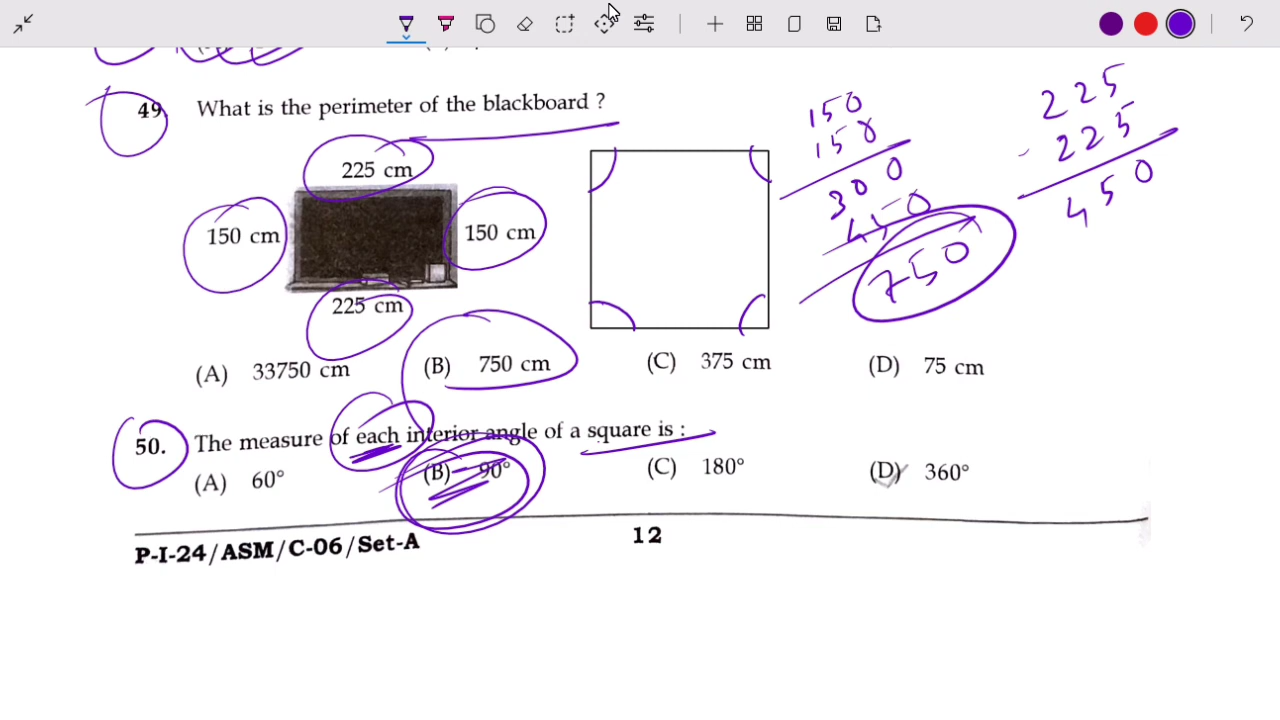 49. What is the perimeter of the blackboard ?
225 cm
150 cm
150 cm
225 cm
(A) 33750 cm (B) 750 cm (C) 375 cm (D) 75 cm
50. The measure of each interior angle of a square is :
(A) 60° (B) 90° (C) 180° (D) 360°
P-I-24/ASM/C-06/Set-A 12
150
150
300
450
750
225
225
450